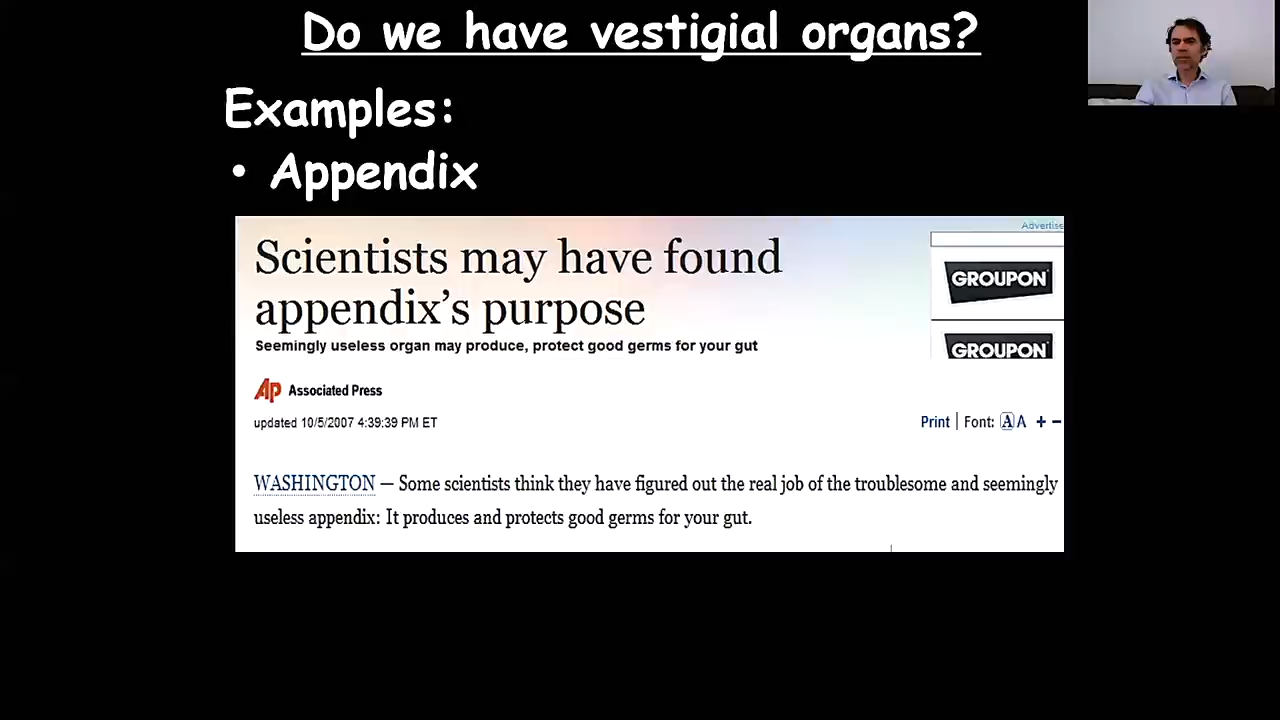 Do we have vestigial organs?
Examples:
• Appendix
Advertise
Scientists may have found
appendix's purpose
Seemingly useless organ may produce, protect good germs for your gut
GROUPON
GROUPON
AP Associated Press
updated 10/5/2007 4:39:39 PM ET
Print | Font: A A + −
WASHINGTON — Some scientists think they have figured out the real job of the troublesome and seemingly
useless appendix: It produces and protects good germs for your gut.